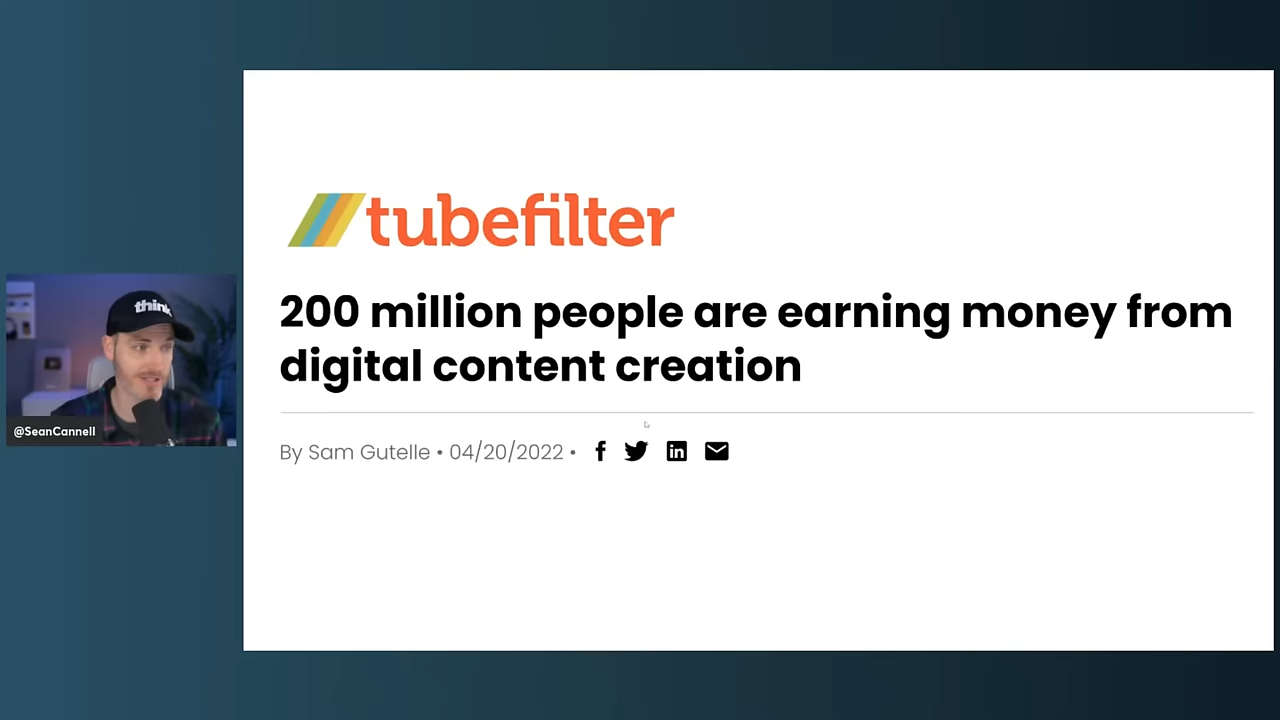 tubefilter
200 million people are earning money from
digital content creation
By Sam Gutelle • 04/20/2022 •
think
@SeanCannell